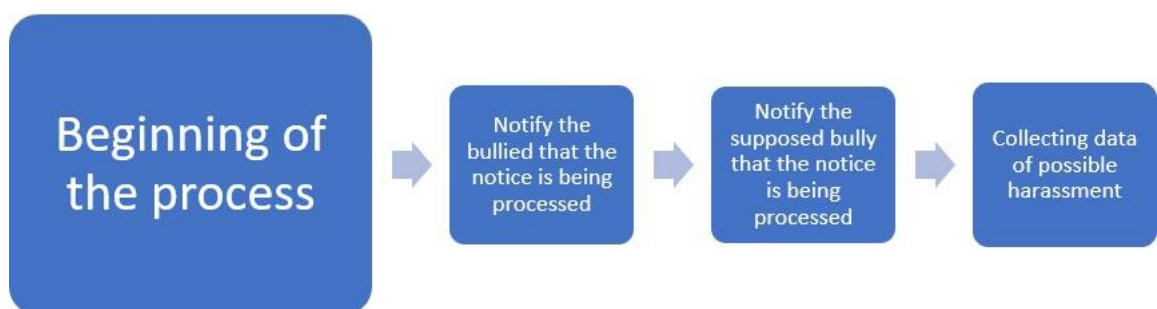 Beginning of
the process
Notify the
bullied that the
notice is being
processed
Notify the
supposed bully
that the notice
is being
processed
Collecting data
of possible
harassment